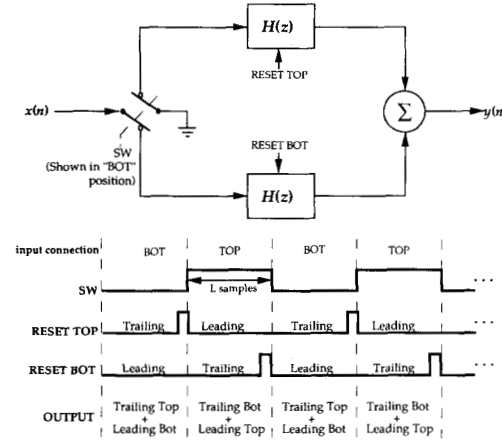 H(z)
RESET TOP
x(n)
Σ
y(n
SW
(Shown in "BOT"
position)
RESET BOT
H(z)
input connection BOT TOP BOT TOP
SW L samples ...
RESET TOP Trailing Leading Trailing Leading ...
RESET BOT Leading Trailing Leading Trailing ...
OUTPUT Trailing Top + Leading Bot Trailing Bot + Leading Top Trailing Top + Leading Bot Trailing Bot + Leading Top